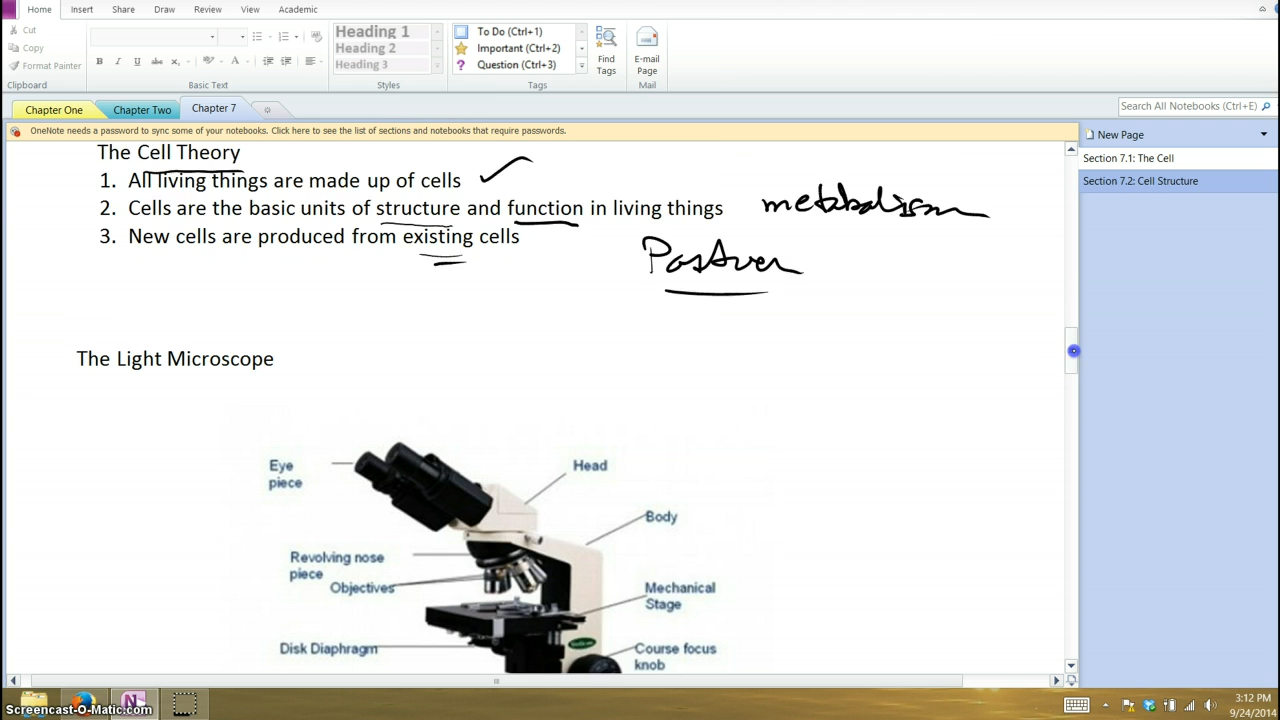 Home Insert Share Draw Review View Academic
Cut
Copy
Format Painter
Clipboard
Basic Text
Heading 1
Heading 2
Heading 3
Styles
To Do (Ctrl+1)
Important (Ctrl+2)
Question (Ctrl+3)
Tags
Find Tags
E-mail Page
Mail
Chapter One Chapter Two Chapter 7
Search All Notebooks (Ctrl+E)
OneNote needs a password to sync some of your notebooks. Click here to see the list of sections and notebooks that require passwords.
New Page
Section 7.1: The Cell
Section 7.2: Cell Structure
The Cell Theory
1. All living things are made up of cells
2. Cells are the basic units of structure and function in living things metabolism
3. New cells are produced from existing cells
The Light Microscope
Eye piece
Head
Body
Revolving nose piece
Objectives
Mechanical Stage
Disk Diaphragm
Course focus knob
Screencast-O-Matic.com
3:12 PM
9/24/2014